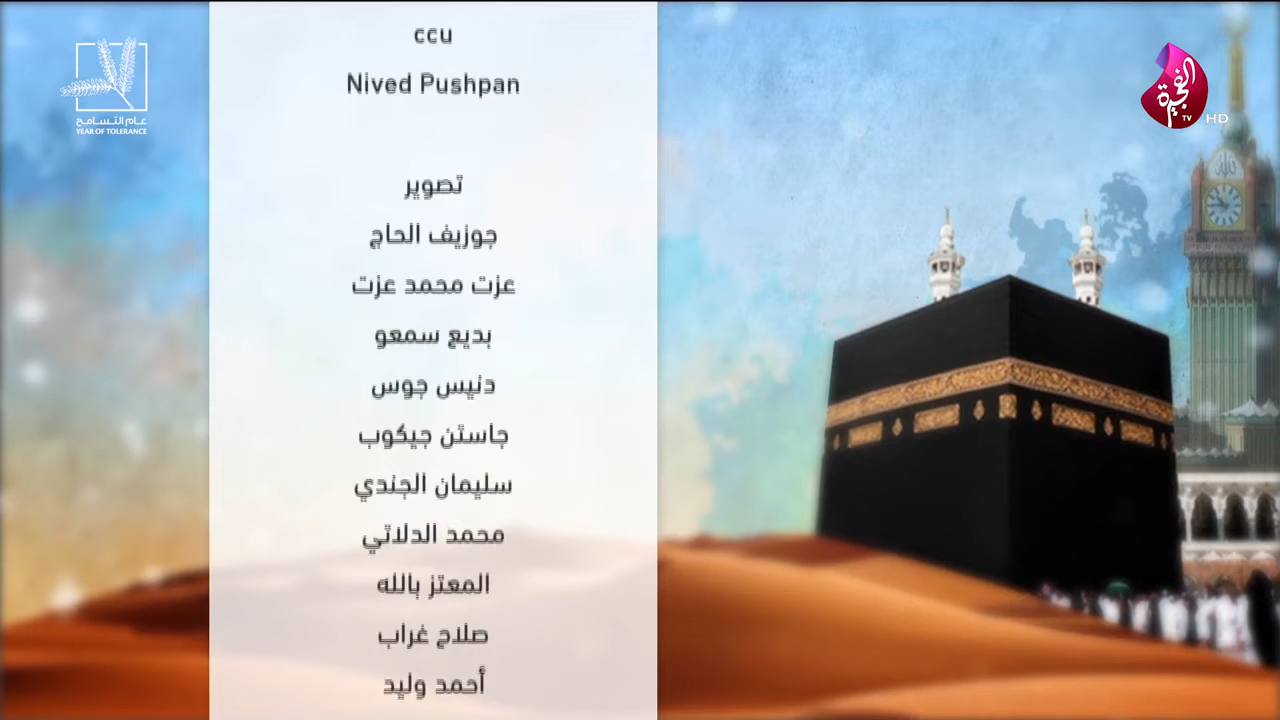 ccu
Nived Pushpan
تصوير
جوزيف الحاج
عزت محمد عزت
بديع سمعو
دنيس جوس
جاستن جيكوب
سليمان الجندي
محمد الدلاتي
المعتز بالله
صلاح غراب
أحمد وليد
عام التسامح
YEAR OF TOLERANCE
الفجيرة
TV HD
الله